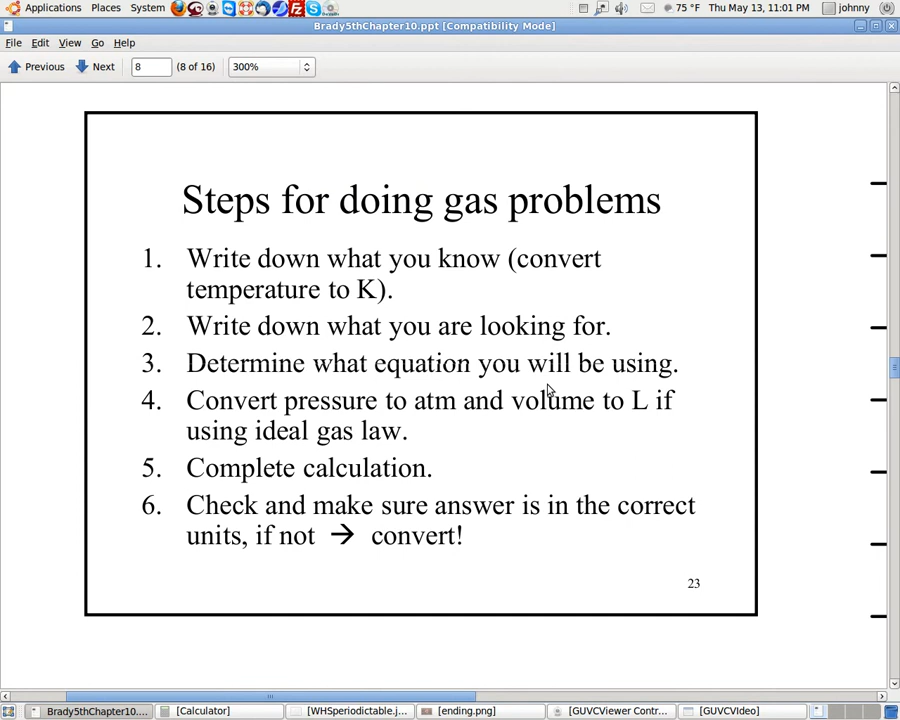 Applications Places System 75 °F Thu May 13, 11:01 PM johnny
Brady5thChapter10.ppt [Compatibility Mode]
File Edit View Go Help
Previous Next 8 (8 of 16) 300%
Steps for doing gas problems
1. Write down what you know (convert
temperature to K).
2. Write down what you are looking for.
3. Determine what equation you will be using.
4. Convert pressure to atm and volume to L if
using ideal gas law.
5. Complete calculation.
6. Check and make sure answer is in the correct
units, if not → convert!
23
Brady5thChapter10.... [Calculator] [WHSperiodictable.j... [ending.png] [GUVCViewer Contr... [GUVCVIdeo]